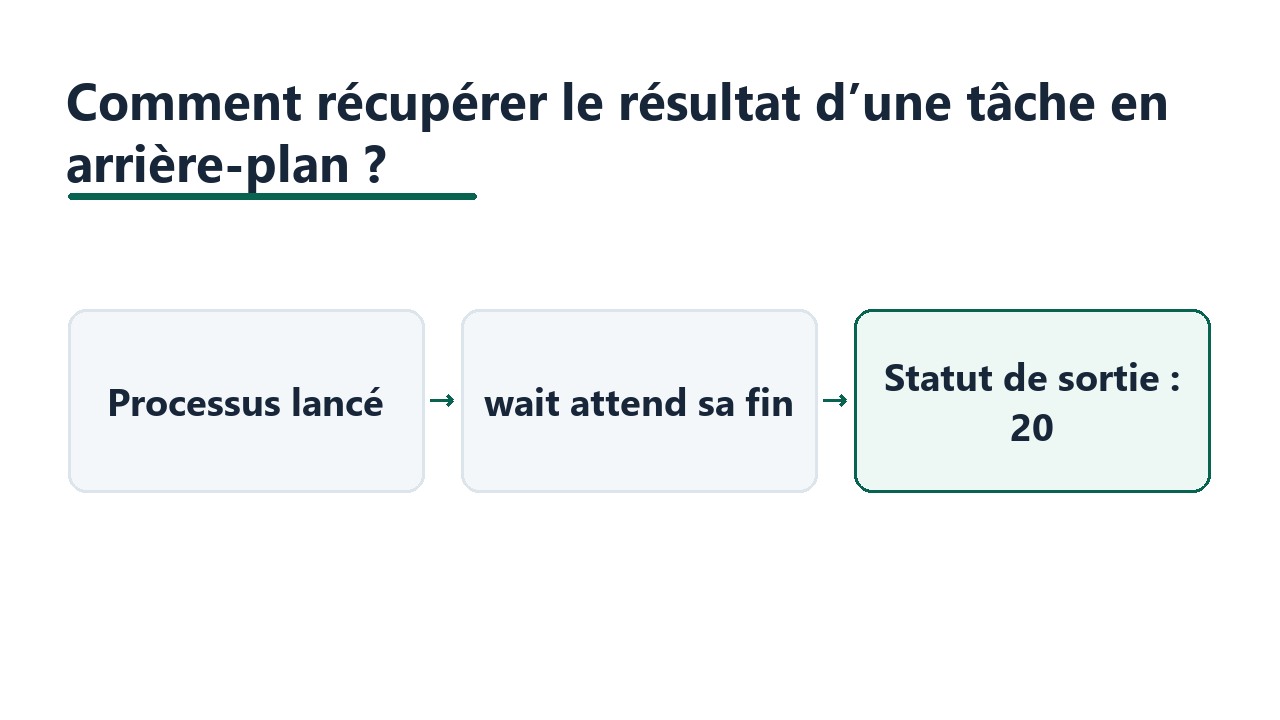 Comment récupérer le résultat d’une tâche en
arrière-plan ?
Processus lancé
→
wait attend sa fin
→
Statut de sortie :
20